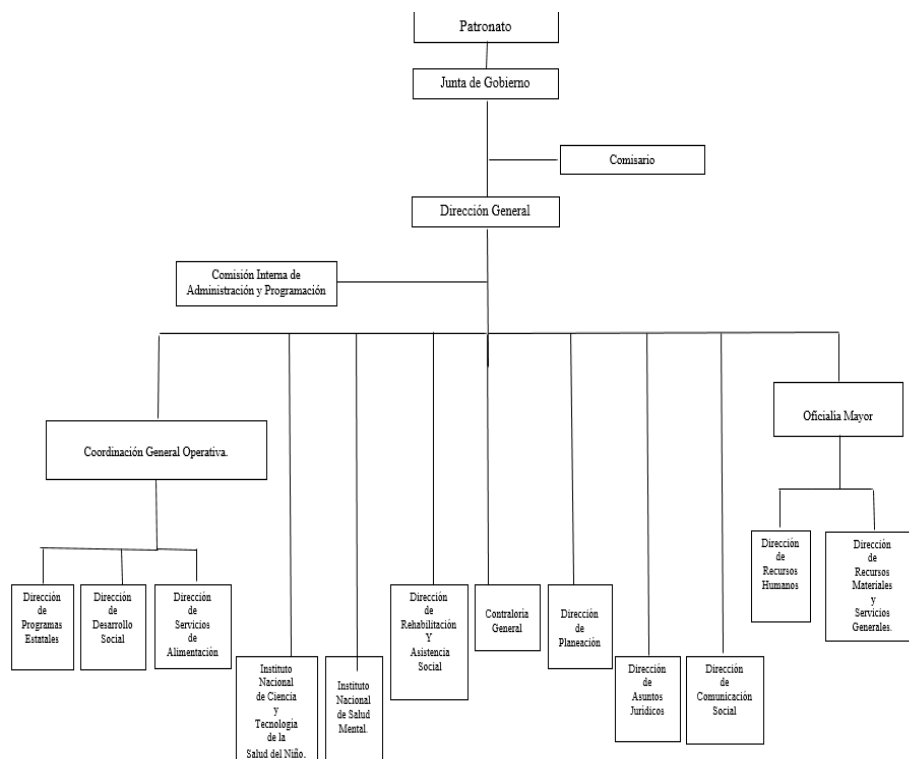 Patronato
Junta de Gobierno
Comisario
Dirección General
Comisión Interna de
Administración y Programación
Coordinación General Operativa.
Oficialía Mayor
Dirección
de
Programas
Estatales
Dirección
de
Desarrollo
Social
Dirección
de
Servicios
de
Alimentación
Instituto
Nacional
de Ciencia
y
Tecnología
de la
Salud del Niño.
Instituto
Nacional
de Salud
Mental.
Dirección
de
Rehabilitación
Y
Asistencia
Social
Contraloría
General
Dirección
de
Planeación
Dirección
de
Asuntos
Jurídicos
Dirección
de
Comunicación
Social
Dirección
de
Recursos
Humanos
Dirección
de
Recursos
Materiales
y
Servicios
Generales.